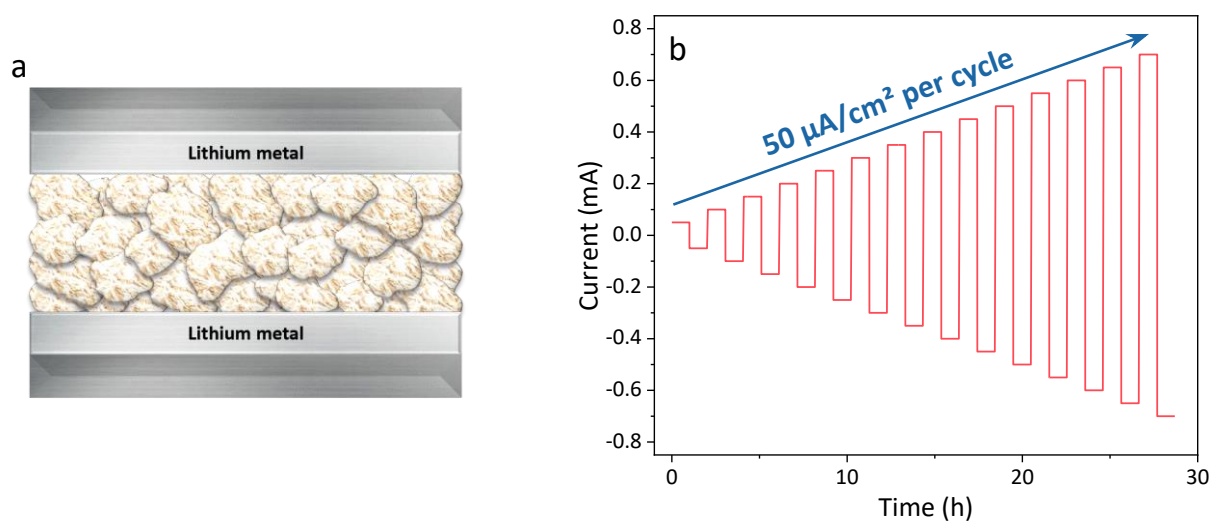 a
Lithium metal
Lithium metal
b
50 µA/cm² per cycle
Current (mA)
0.8
0.6
0.4
0.2
0.0
-0.2
-0.4
-0.6
-0.8
0
10
20
30
Time (h)